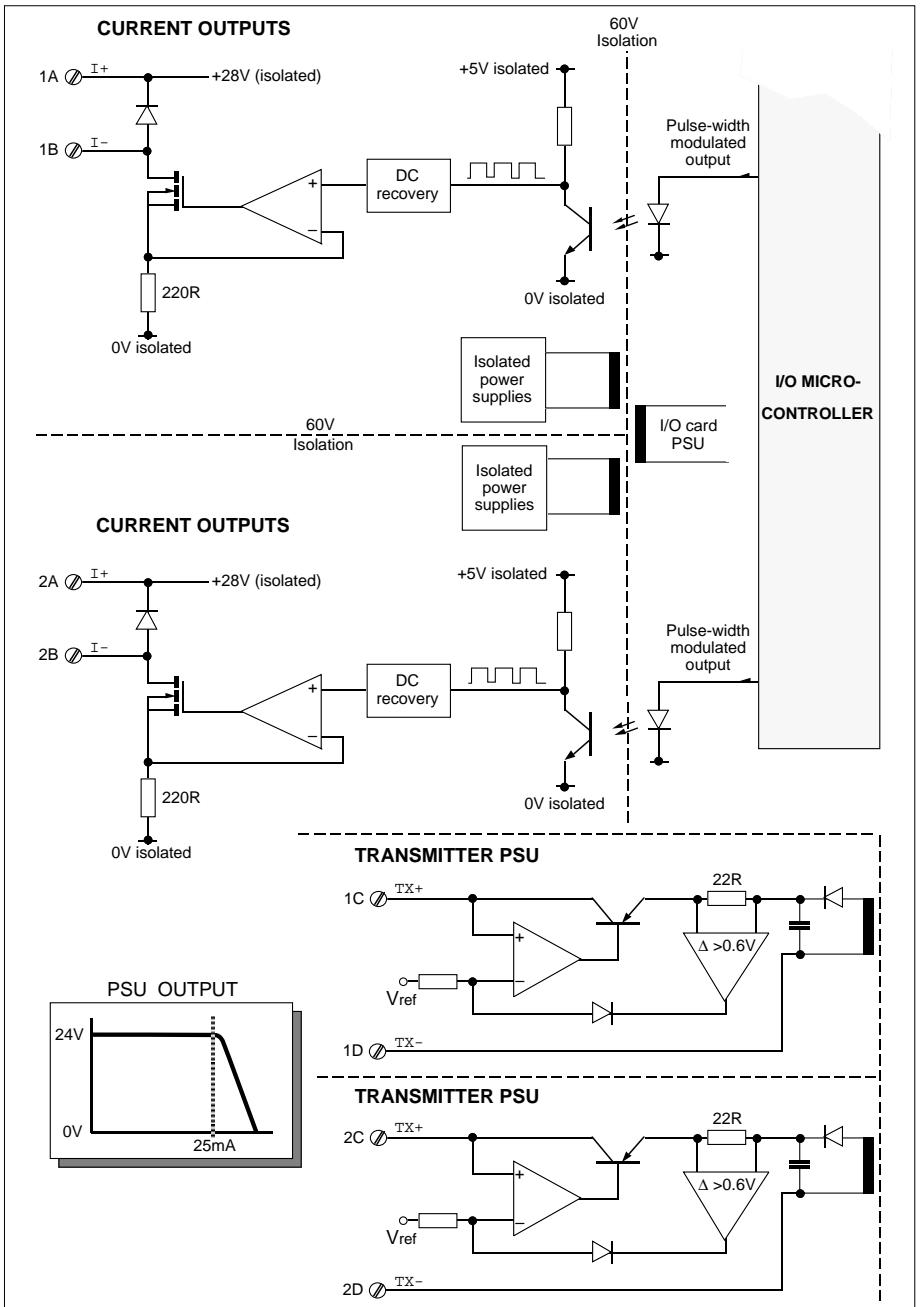 CURRENT OUTPUTS
60V
Isolation
1A I+
+28V (isolated)
+5V isolated
1B I−
Pulse-width
modulated
output
+
DC
recovery
−
220R
0V isolated
0V isolated
Isolated
power
supplies
I/O MICRO-
CONTROLLER
I/O card
PSU
60V
Isolation
Isolated
power
supplies
CURRENT OUTPUTS
2A I+
+28V (isolated)
+5V isolated
2B I−
Pulse-width
modulated
output
+
DC
recovery
−
220R
0V isolated
0V isolated
TRANSMITTER PSU
1C TX+
22R
+
Δ >0.6V
−
Vref
1D TX−
PSU OUTPUT
24V
0V
25mA
TRANSMITTER PSU
2C TX+
22R
+
Δ >0.6V
−
Vref
2D TX−